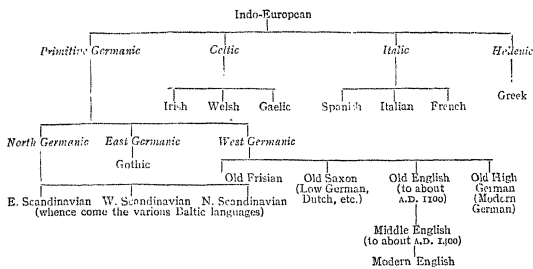 Indo-European
Primitive Germanic Celtic Italic Hellenic
Irish Welsh Gaelic Spanish Italian French Greek
North Germanic East Germanic West Germanic
Gothic
Old Frisian Old Saxon Old English Old High
(Low German, (to about German
Dutch, etc.) A.D. 1100) (Modern
German)
E. Scandinavian W. Scandinavian N. Scandinavian
(whence come the various Baltic languages)
Middle English
(to about A.D. 1400)
Modern English